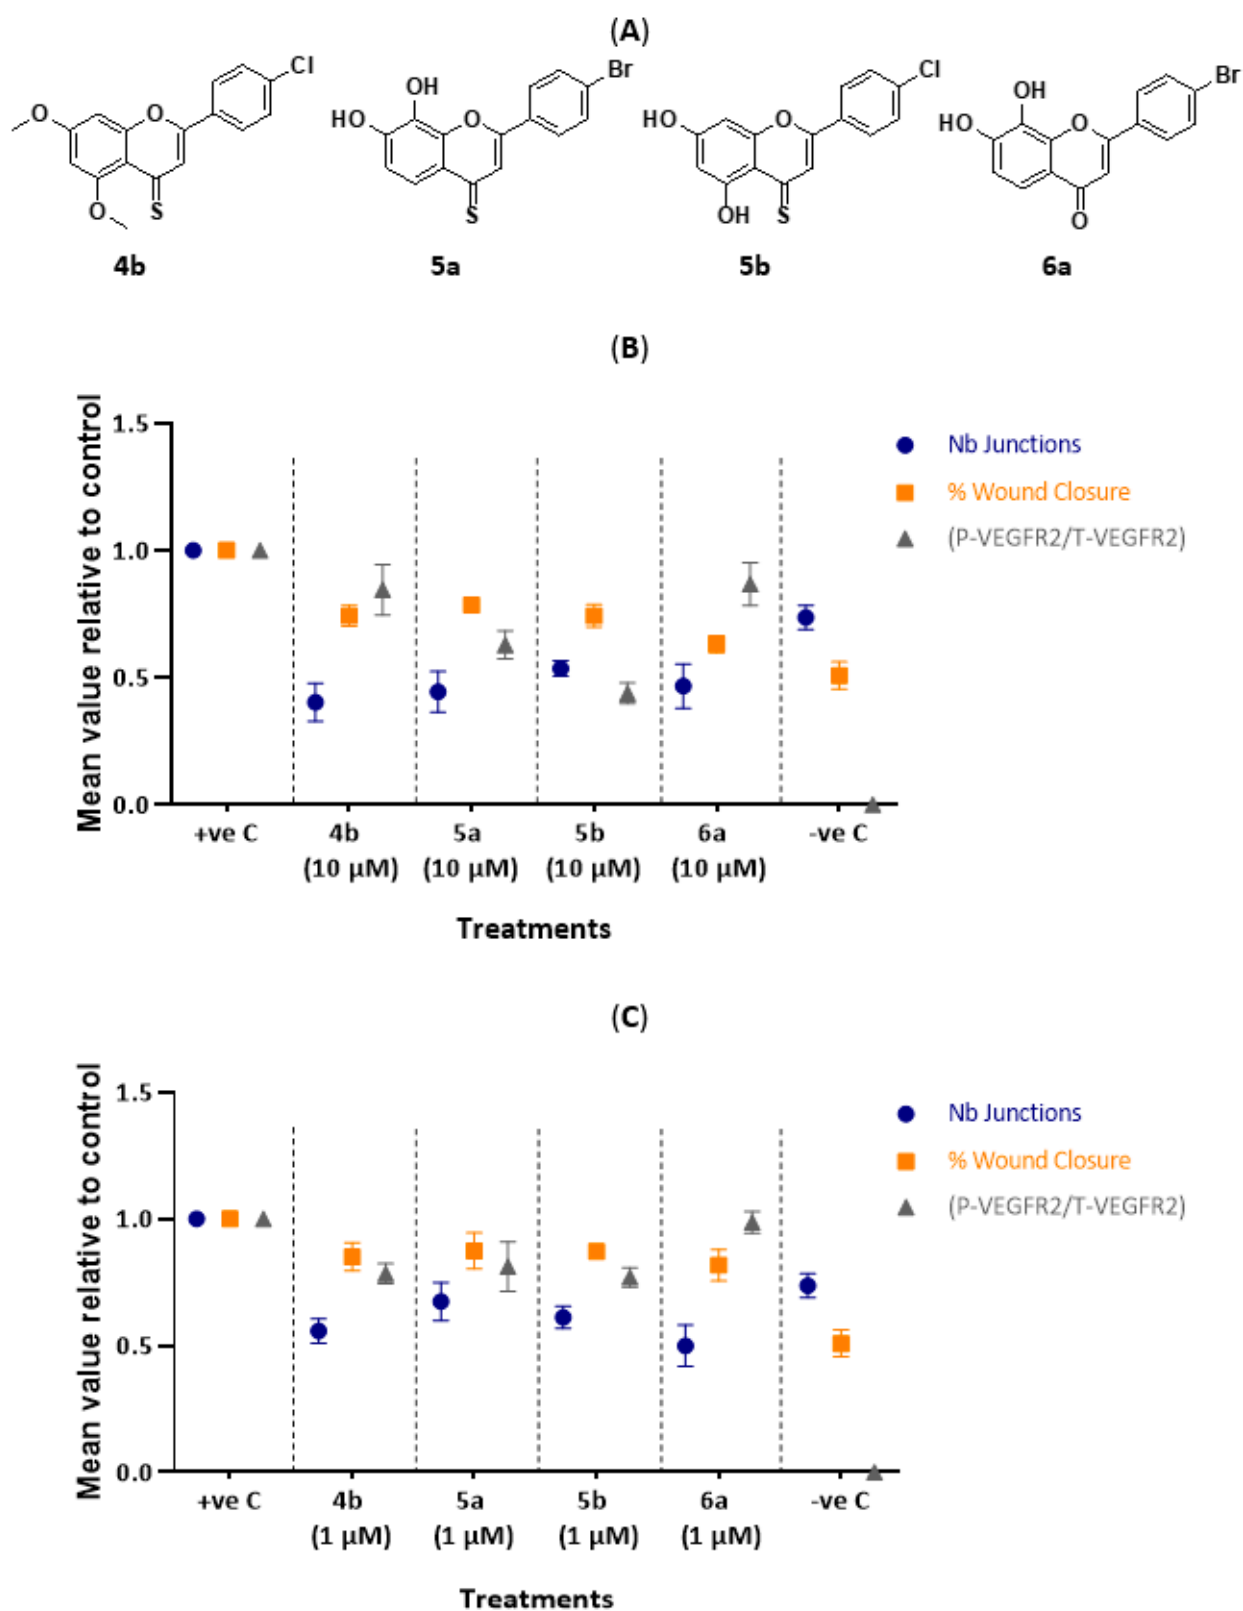 (A)
Cl
O
O
O
S
4b
OH
HO
O
Br
S
5a
HO
O
Cl
OH
S
5b
OH
HO
O
Br
O
6a
(B)
Mean value relative to control
1.5
1.0
0.5
0.0
Nb Junctions
% Wound Closure
(P-VEGFR2/T-VEGFR2)
+ve C 4b 5a 5b 6a -ve C
(10 µM) (10 µM) (10 µM) (10 µM)
Treatments
(C)
Mean value relative to control
1.5
1.0
0.5
0.0
Nb Junctions
% Wound Closure
(P-VEGFR2/T-VEGFR2)
+ve C 4b 5a 5b 6a -ve C
(1 µM) (1 µM) (1 µM) (1 µM)
Treatments